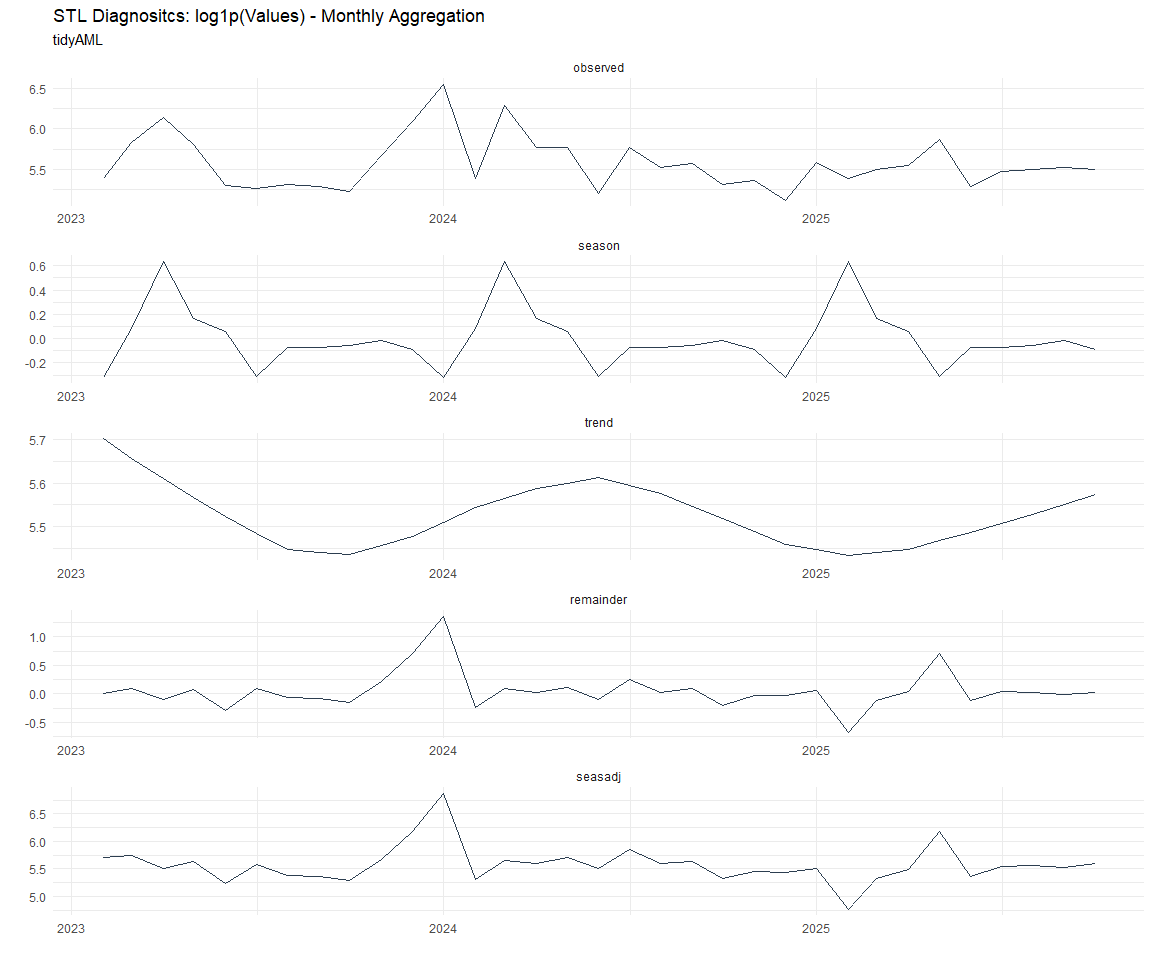 STL Diagnositcs: log1p(Values) - Monthly Aggregation
tidyAML
observed
6.5
6.0
5.5
2023 2024 2025
season
0.6
0.4
0.2
0.0
-0.2
2023 2024 2025
trend
5.7
5.6
5.5
2023 2024 2025
remainder
1.0
0.5
0.0
-0.5
2023 2024 2025
seasadj
6.5
6.0
5.5
5.0
2023 2024 2025